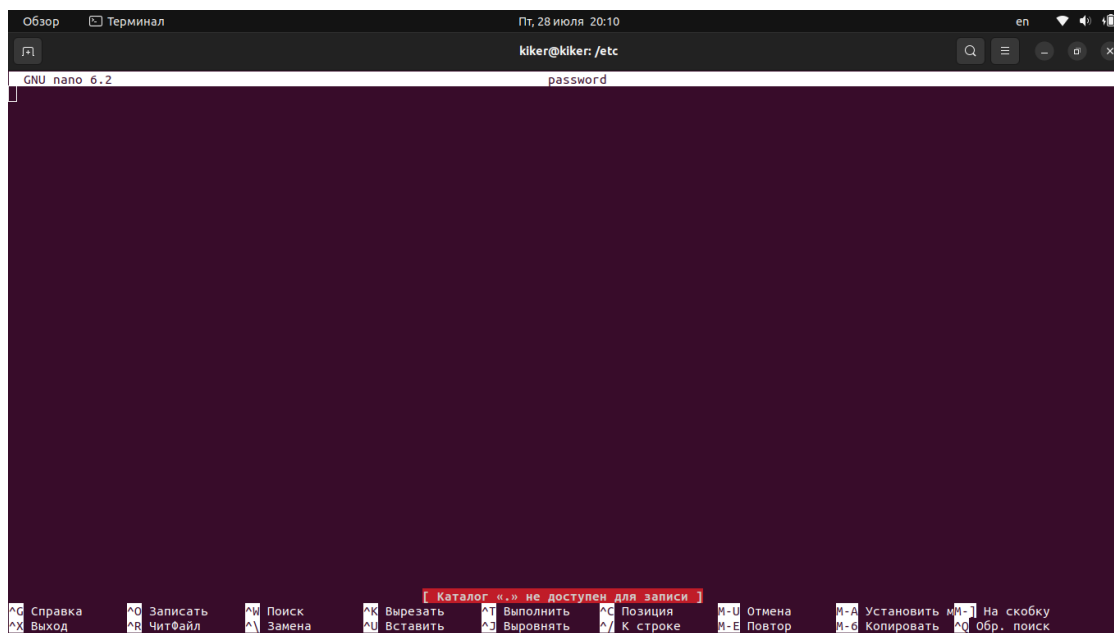 Обзор Терминал Пт, 28 июля 20:10 en
kiker@kiker: /etc
GNU nano 6.2 password
[ Каталог «.» не доступен для записи ]
^G Справка ^O Записать ^W Поиск ^K Вырезать ^T Выполнить ^C Позиция M-U Отмена M-A Установить мM-] На скобку
^X Выход ^R ЧитФайл ^\ Замена ^U Вставить ^J Выровнять ^/ К строке M-E Повтор M-6 Копировать ^Q Обр. поиск